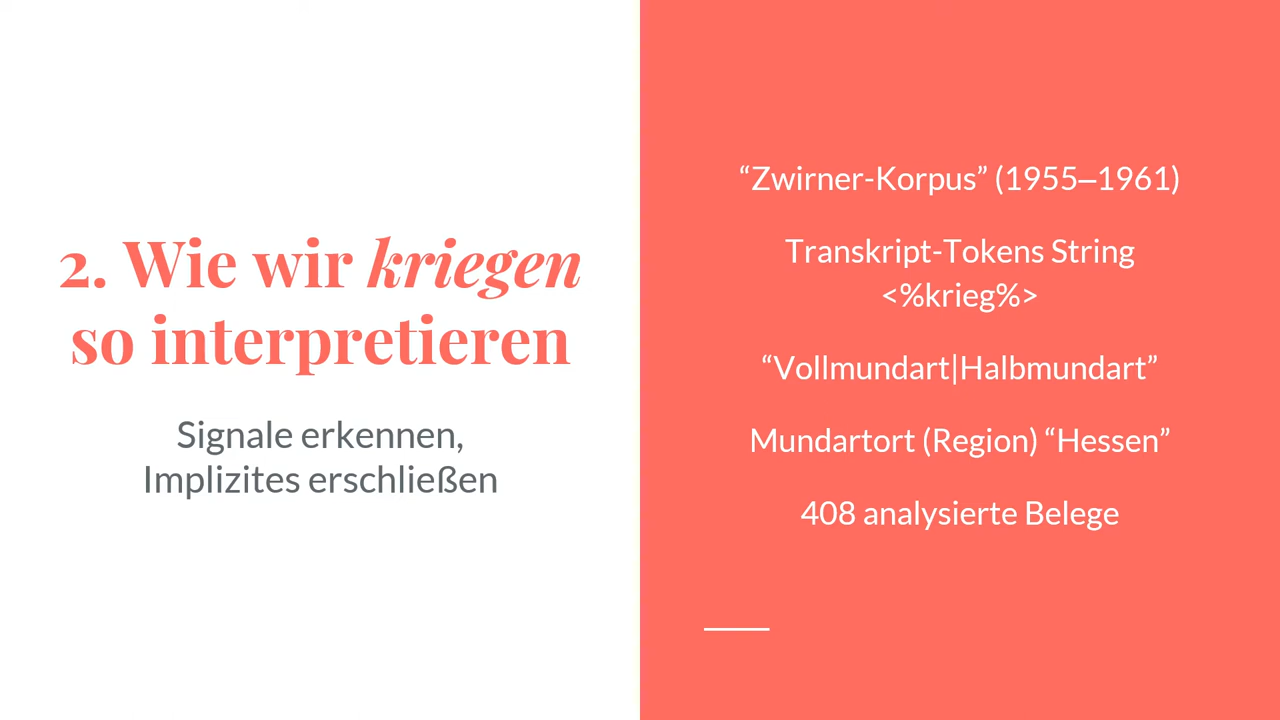 2. Wie wir kriegen
so interpretieren
Signale erkennen,
Implizites erschließen
“Zwirner-Korpus” (1955–1961)
Transkript-Tokens String
<%krieg%>
“Vollmundart|Halbmundart”
Mundartort (Region) “Hessen”
408 analysierte Belege